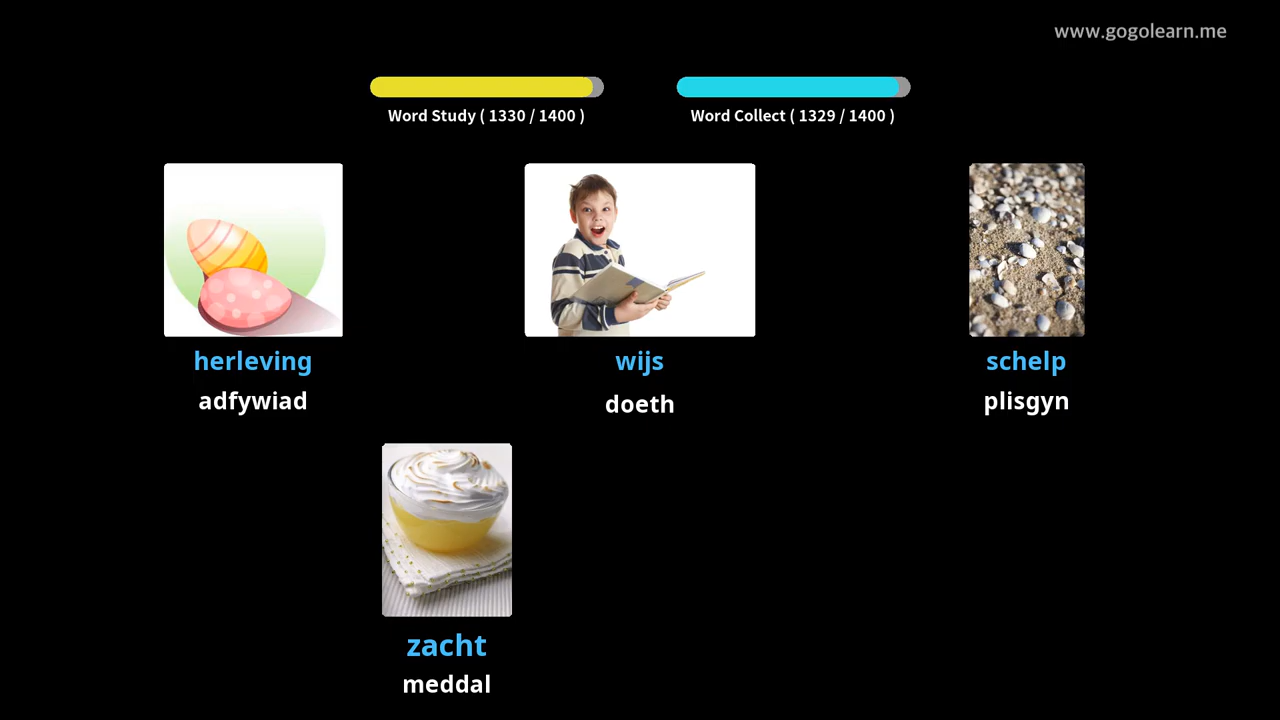 www.gogolearn.me
Word Study ( 1330 / 1400 )
Word Collect ( 1329 / 1400 )
herleving
adfywiad
wijs
doeth
schelp
plisgyn
zacht
meddal